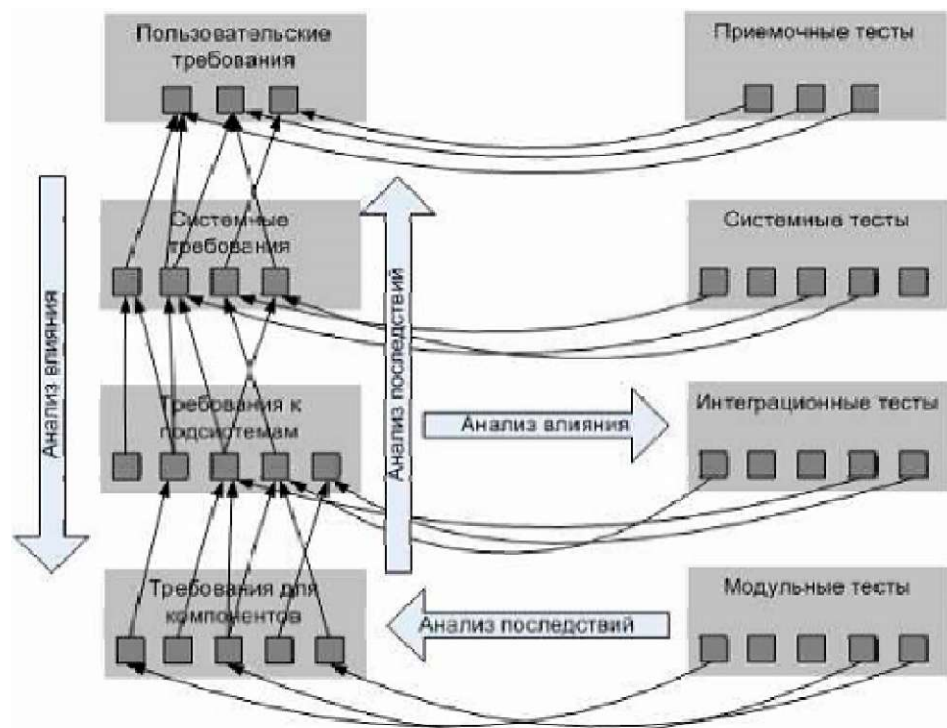 Пользовательские
требования
Приемочные тесты
Системные
требования
Системные тесты
Анализ влияния
Анализ последствий
Требования к
подсистемам
Анализ влияния
Интеграционные тесты
Требования для
компонентов
Анализ последствий
Модульные тесты